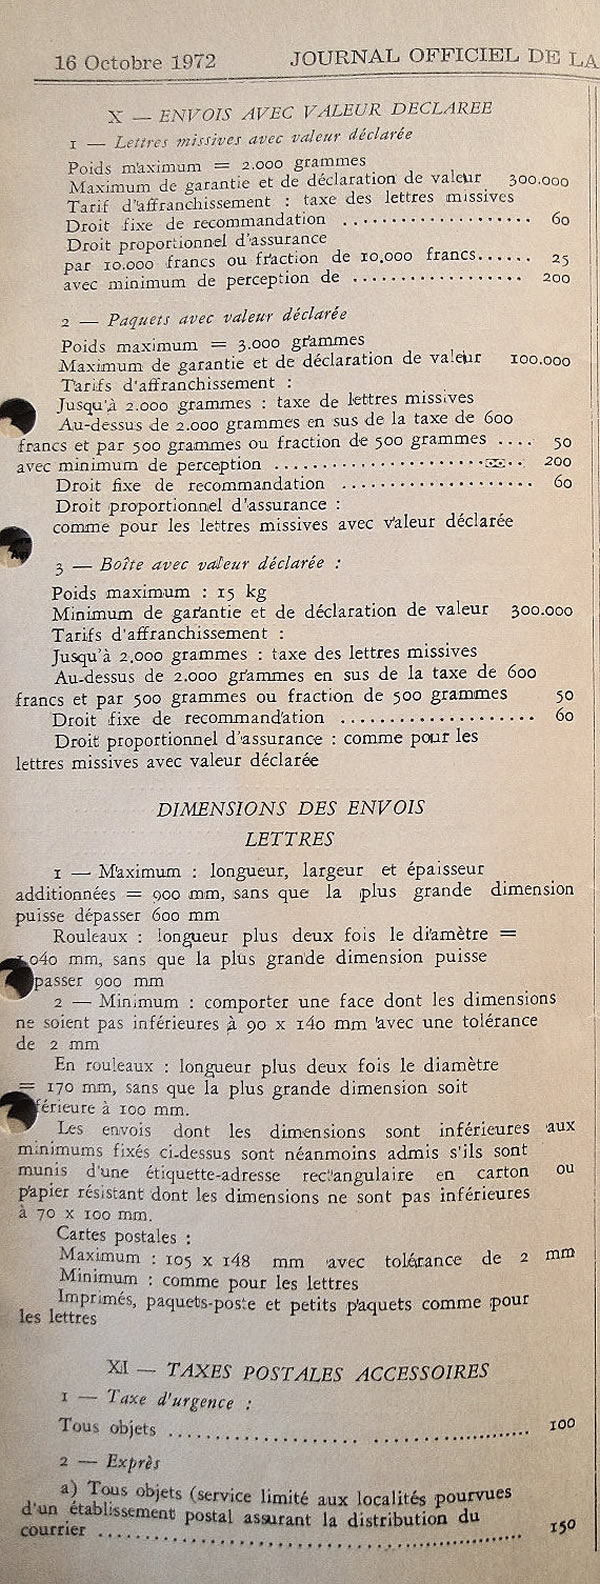 16 Octobre 1972 JOURNAL OFFICIEL DE LA
X — ENVOIS AVEC VALEUR DECLAREE
1 — Lettres missives avec valeur déclarée
Poids maximum = 2.000 grammes
Maximum de garantie et de déclaration de valeur 300.000
Tarif d'affranchissement : taxe des lettres missives
Droit fixe de recommandation .................... 60
Droit proportionnel d'assurance
par 10.000 francs ou fraction de 10.000 francs...... 25
avec minimum de perception de .................. 200
2 — Paquets avec valeur déclarée
Poids maximum = 3.000 grammes
Maximum de garantie et de déclaration de valeur 100.000
Tarifs d'affranchissement :
Jusqu'à 2.000 grammes : taxe de lettres missives
Au-dessus de 2.000 grammes en sus de la taxe de 600
francs et par 500 grammes ou fraction de 500 grammes .... 50
avec minimum de perception .......................... 200
Droit fixe de recommandation .................... 60
Droit proportionnel d'assurance :
comme pour les lettres missives avec valeur déclarée
3 — Boîte avec valeur déclarée :
Poids maximum : 15 kg
Minimum de garantie et de déclaration de valeur 300.000
Tarifs d'affranchissement :
Jusqu'à 2.000 grammes : taxe des lettres missives
Au-dessus de 2.000 grammes en sus de la taxe de 600
francs et par 500 grammes ou fraction de 500 grammes 50
Droit fixe de recommandation .................... 60
Droit proportionnel d'assurance : comme pour les
lettres missives avec valeur déclarée
DIMENSIONS DES ENVOIS
LETTRES
1 — Maximum : longueur, largeur et épaisseur
additionnées = 900 mm, sans que la plus grande dimension
puisse dépasser 600 mm
Rouleaux : longueur plus deux fois le diamètre =
1.040 mm, sans que la plus grande dimension puisse
passer 900 mm
2 — Minimum : comporter une face dont les dimensions
ne soient pas inférieures à 90 x 140 mm avec une tolérance
de 2 mm
En rouleaux : longueur plus deux fois le diamètre
= 170 mm, sans que la plus grande dimension soit
férieure à 100 mm.
Les envois dont les dimensions sont inférieures aux
minimums fixés ci-dessus sont néanmoins admis s'ils sont
munis d'une étiquette-adresse rectangulaire en carton ou
papier résistant dont les dimensions ne sont pas inférieures
à 70 x 100 mm.
Cartes postales :
Maximum : 105 x 148 mm avec tolérance de 2 mm
Minimum : comme pour les lettres
Imprimés, paquets-poste et petits paquets comme pour
les lettres
XI — TAXES POSTALES ACCESSOIRES
1 — Taxe d'urgence :
Tous objets ........................................ 100
2 — Exprès
a) Tous objets (service limité aux localités pourvues
d'un établissement postal assurant la distribution du
courrier .................................................. 150